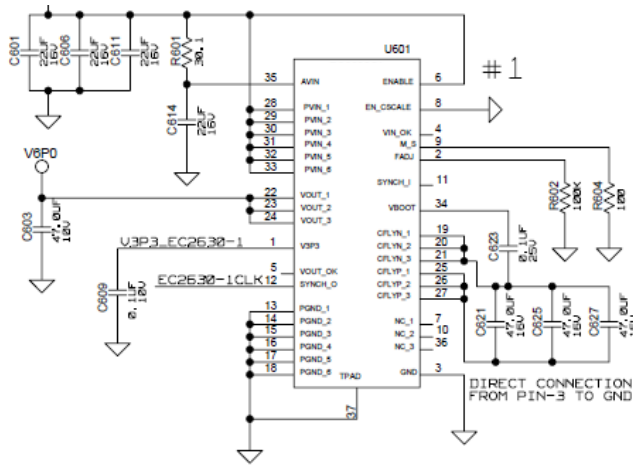 C601
22UF
16V
C606
22UF
16V
C611
22UF
16V
R601
30.1
C614
22UF
16V
V6P0
C603
47.0UF
10V
V3P3_EC2630-1
C609
0.1UF
10V
EC2630-1CLK
U601
#1
35 AVIN
28 PVIN_1
29 PVIN_2
30 PVIN_3
31 PVIN_4
32 PVIN_5
33 PVIN_6
22 VOUT_1
23 VOUT_2
24 VOUT_3
1 V3P3
5 VOUT_OK
12 SYNCH_O
13 PGND_1
14 PGND_2
15 PGND_3
16 PGND_4
17 PGND_5
18 PGND_6
TPAD
37
ENABLE 6
EN_CSCALE 8
VIN_OK 4
M_S 9
FADJ 2
SYNCH_I 11
VBOOT 34
CFLYN_1 19
CFLYN_2 20
CFLYN_3 21
CFLYP_1 25
CFLYP_2 26
CFLYP_3 27
NC_1 7
NC_2 10
NC_3 36
GND 3
R602
100K
R604
100
C623
0.1UF
25V
C621
47.0UF
16V
C625
47.0UF
16V
C627
47.0UF
16V
DIRECT CONNECTION
FROM PIN-3 TO GND